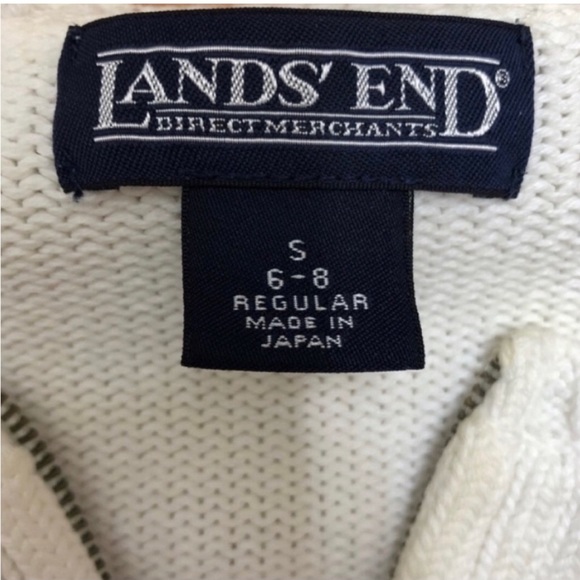 LANDS' END®
DIRECT MERCHANTS
S
6-8
REGULAR
MADE IN
JAPAN